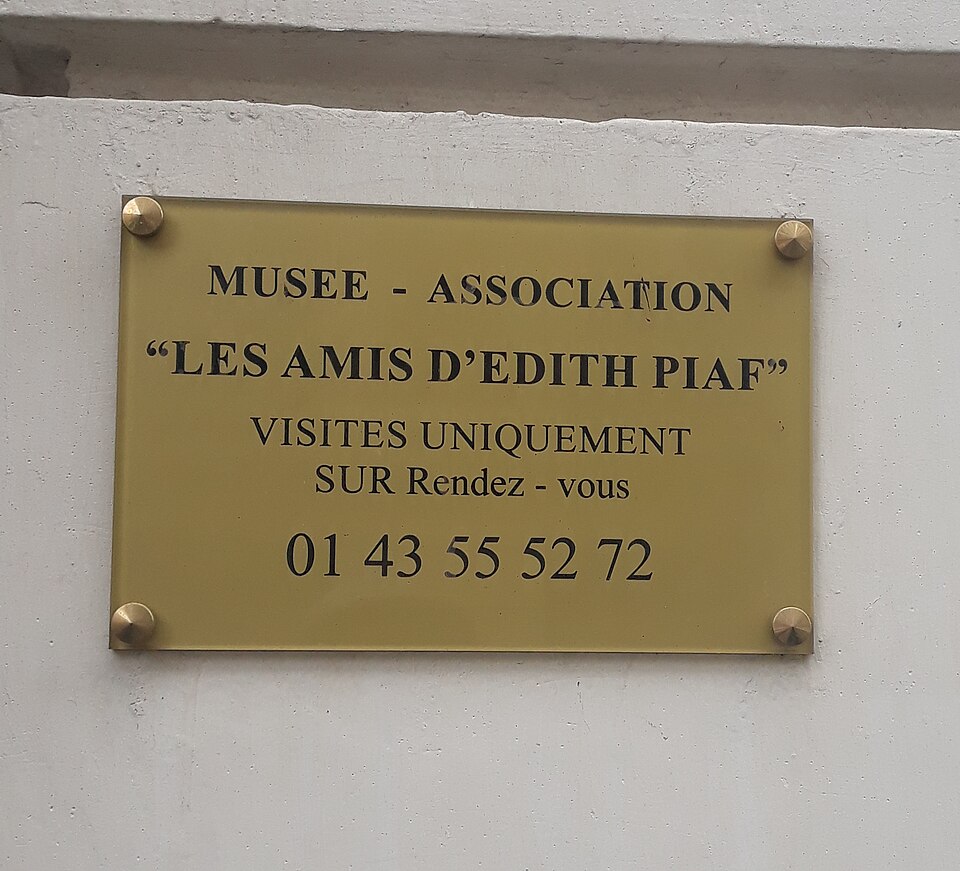 MUSEE - ASSOCIATION
“LES AMIS D’EDITH PIAF”
VISITES UNIQUEMENT
SUR Rendez - vous
01 43 55 52 72